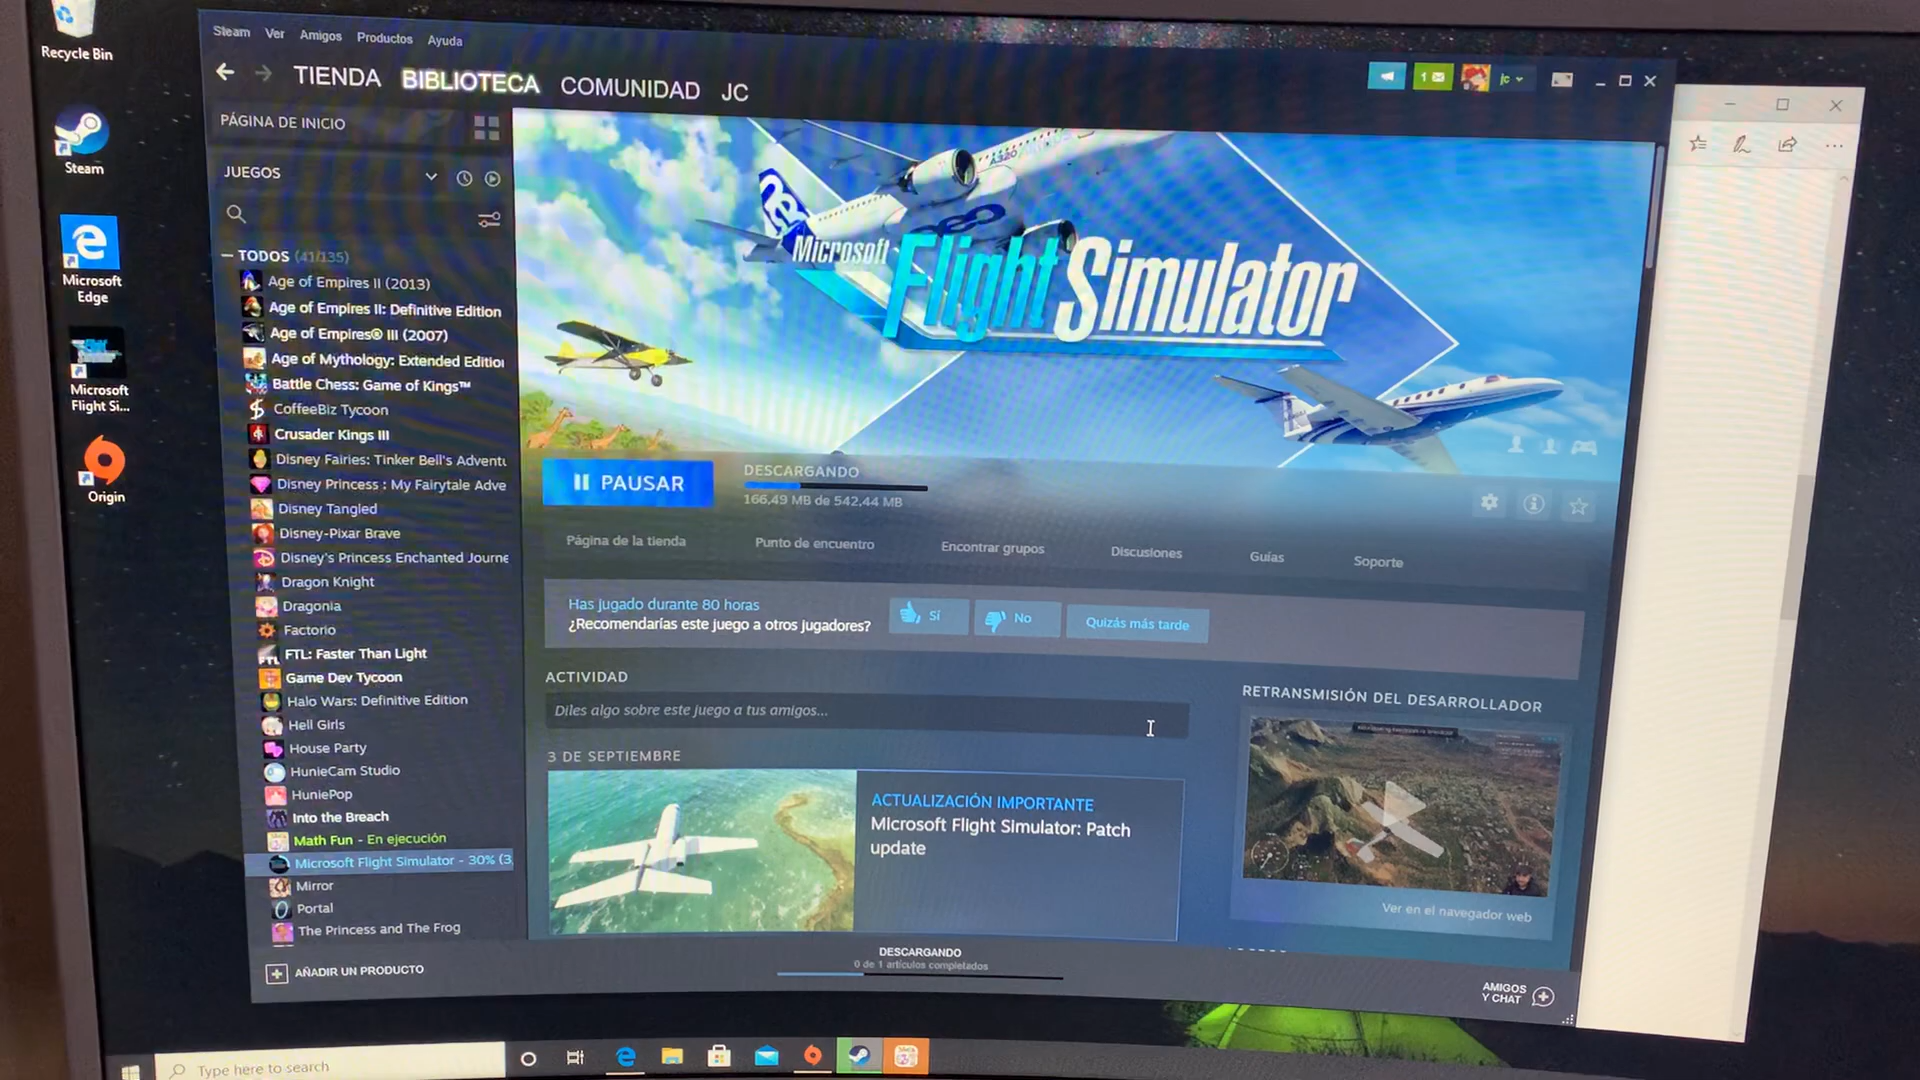 Recycle Bin
Steam
Microsoft
Edge
Microsoft
Flight Si...
Origin
Steam Ver Amigos Productos Ayuda
TIENDA BIBLIOTECA COMUNIDAD JC
1
jc
PÁGINA DE INICIO
JUEGOS
TODOS (41/135)
Age of Empires II (2013)
Age of Empires II: Definitive Edition
Age of Empires® III (2007)
Age of Mythology: Extended Editio
Battle Chess: Game of Kings™
CoffeeBiz Tycoon
Crusader Kings III
Disney Fairies: Tinker Bell's Adventu
Disney Princess : My Fairytale Adve
Disney Tangled
Disney-Pixar Brave
Disney's Princess Enchanted Journe
Dragon Knight
Dragonia
Factorio
FTL: Faster Than Light
Game Dev Tycoon
Halo Wars: Definitive Edition
Hell Girls
House Party
HunieCam Studio
HuniePop
Into the Breach
Math Fun - En ejecución
Microsoft Flight Simulator - 30% (3
Mirror
Portal
The Princess and The Frog
AÑADIR UN PRODUCTO
A320
Microsoft
Flight Simulator
PAUSAR
DESCARGANDO
166,49 MB de 542,44 MB
Página de la tienda Punto de encuentro Encontrar grupos Discusiones Guías Soporte
Has jugado durante 80 horas
¿Recomendarías este juego a otros jugadores?
Sí No Quizás más tarde
ACTIVIDAD
Diles algo sobre este juego a tus amigos...
3 DE SEPTIEMBRE
ACTUALIZACIÓN IMPORTANTE
Microsoft Flight Simulator: Patch
update
RETRANSMISIÓN DEL DESARROLLADOR
Ver en el navegador web
DESCARGANDO
0 de 1 artículos completados
AMIGOS
Y CHAT
Type here to search